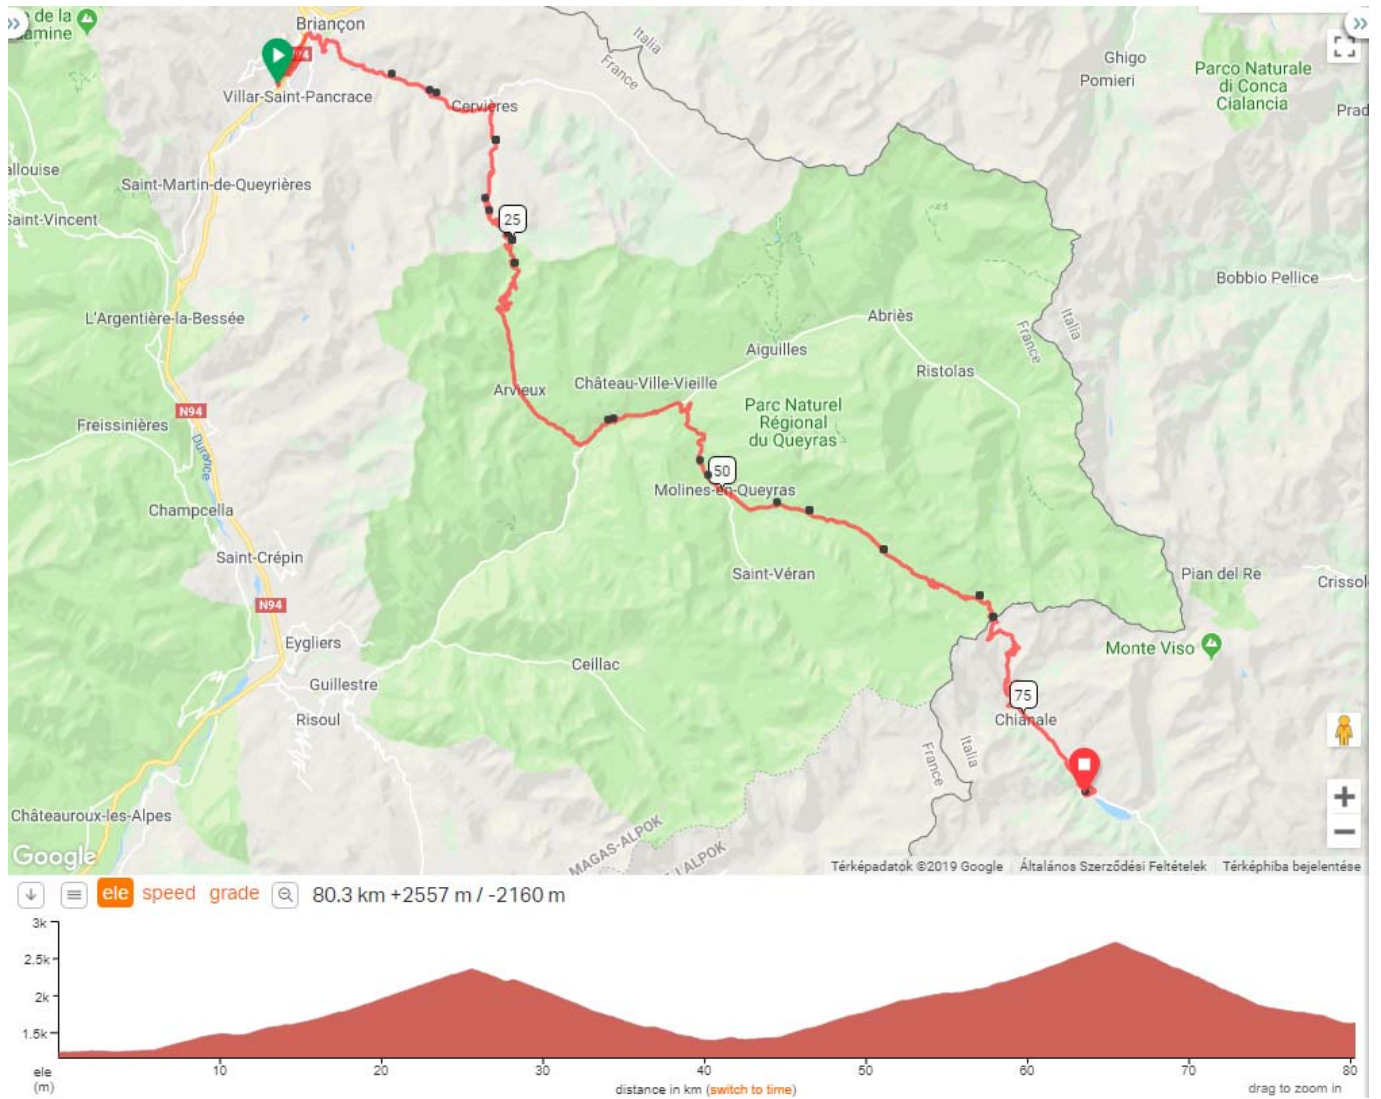 de la
amine
Briançon
94
Villar-Saint-Pancrace
Cervières
Italia
France
Ghigo
Pomieri
Parco Naturale
di Conca
Cialancia
Prad
allouise
Saint-Martin-de-Queyrières
Saint-Vincent
25
Bobbio Pellice
L'Argentière-la-Bessée
Abriès
France
Italia
Aiguilles
Ristolas
Arvieux
Château-Ville-Vieille
N94
Freissinières
Durance
Parc Naturel
Régional
du Queyras
50
Molines-en-Queyras
Champcella
Saint-Crépin
Saint-Véran
Pian del Re
Crissol
N94
Eygliers
Ceillac
Monte Viso
Guillestre
Risoul
75
Chianale
France
Italia
Châteauroux-les-Alpes
MAGAS-ALPOK
ALPOK
Google
Térképadatok ©2019 Google
Általános Szerződési Feltételek
Térképhiba bejelentése
ele speed grade 80.3 km +2557 m / -2160 m
3k
2.5k
2k
1.5k
ele
(m)
10 20 30 40 50 60 70 80
distance in km (switch to time)
drag to zoom in